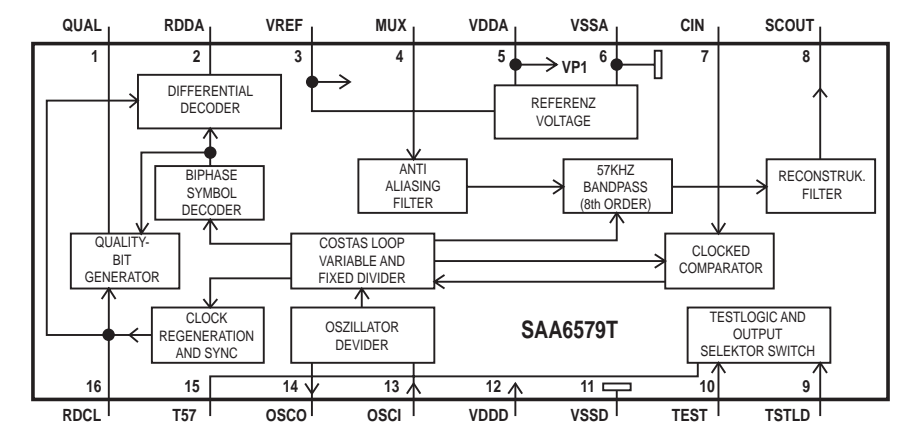 QUAL RDDA VREF MUX VDDA VSSA CIN SCOUT
1 2 3 4 5 6 7 8
VP1
DIFFERENTIAL
DECODER
REFERENZ
VOLTAGE
BIPHASE
SYMBOL
DECODER
ANTI
ALIASING
FILTER
57KHZ
BANDPASS
(8th ORDER)
RECONSTRUK.
FILTER
QUALITY-
BIT
GENERATOR
COSTAS LOOP
VARIABLE AND
FIXED DIVIDER
CLOCKED
COMPARATOR
CLOCK
REGENERATION
AND SYNC
OSZILLATOR
DEVIDER
SAA6579T
TESTLOGIC AND
OUTPUT
SELEKTOR SWITCH
16 15 14 13 12 11 10 9
RDCL T57 OSCO OSCI VDDD VSSD TEST TSTLD